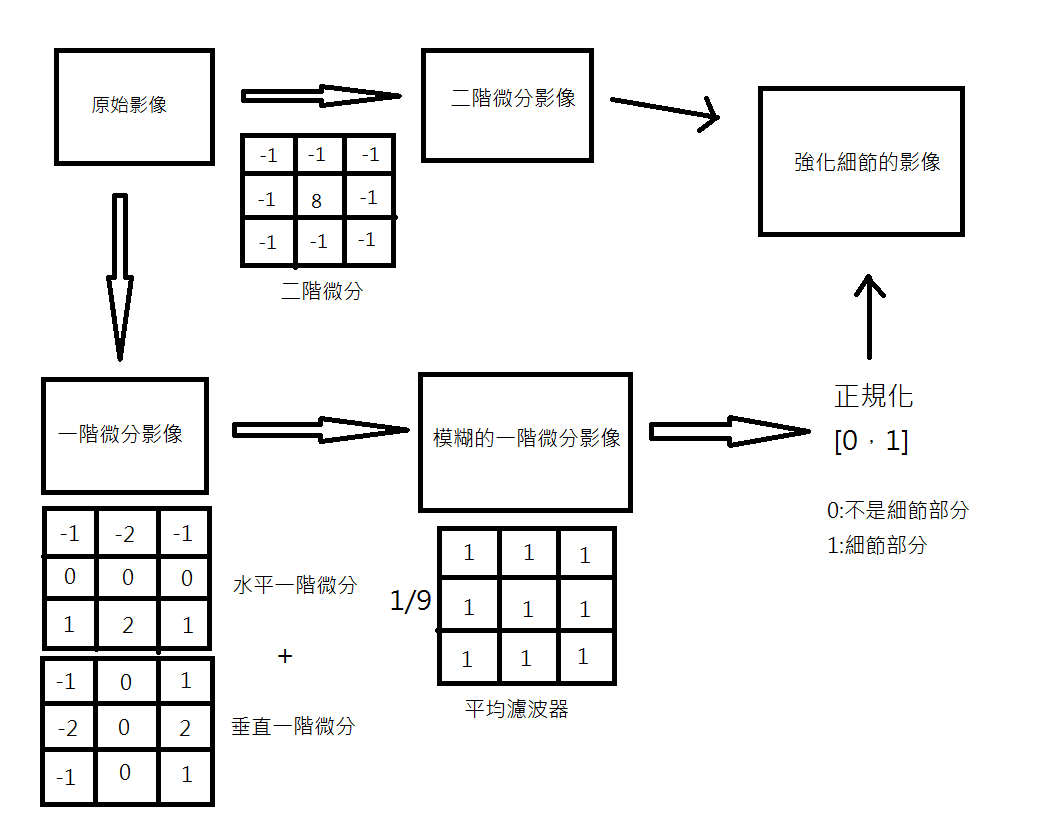 原始影像
二階微分影像
強化細節的影像
-1 -1 -1
-1 8 -1
-1 -1 -1
二階微分
一階微分影像
模糊的一階微分影像
正規化
[0，1]
0:不是細節部分
1:細節部分
-1 -2 -1
0 0 0
1 2 1
水平一階微分
+
-1 0 1
-2 0 2
-1 0 1
垂直一階微分
1/9
1 1 1
1 1 1
1 1 1
平均濾波器